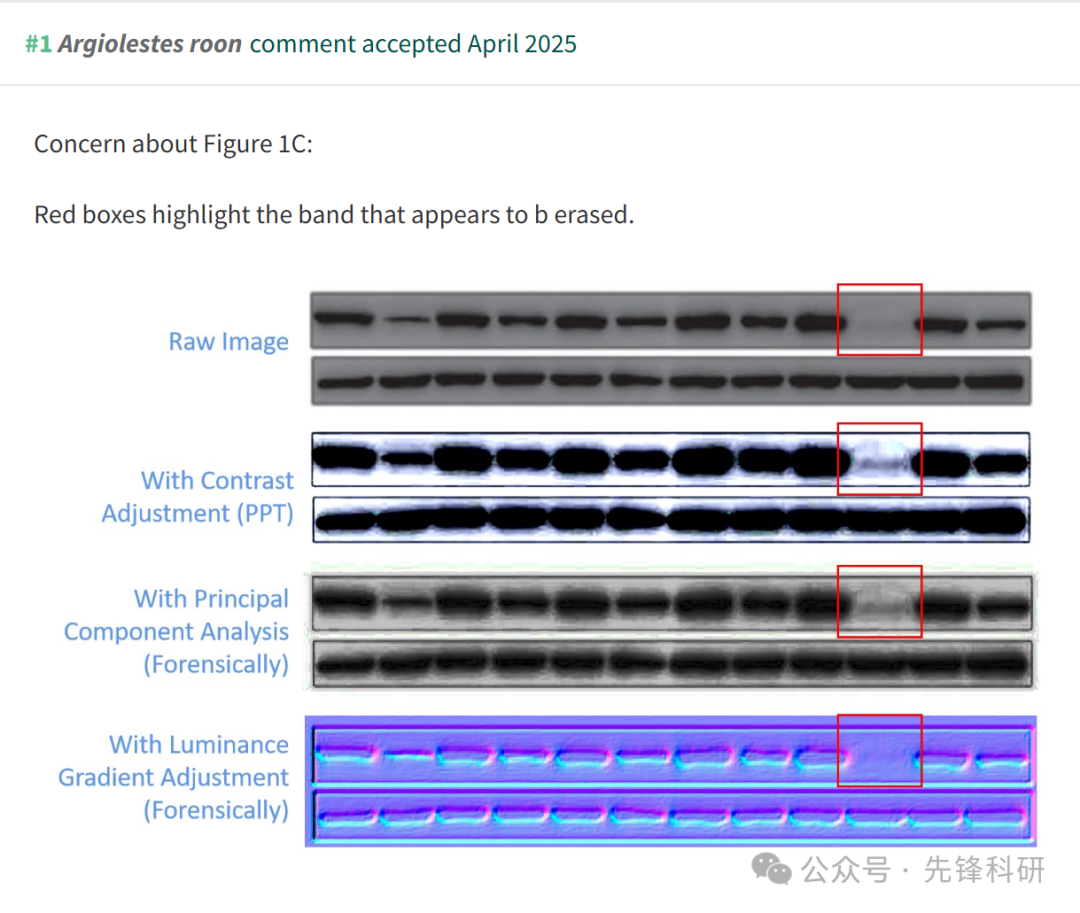 #1 Argiolestes roon comment accepted April 2025
Concern about Figure 1C:
Red boxes highlight the band that appears to b erased.
Raw Image
With Contrast
Adjustment (PPT)
With Principal
Component Analysis
(Forensically)
With Luminance
Gradient Adjustment
(Forensically)
公众号 · 先锋科研